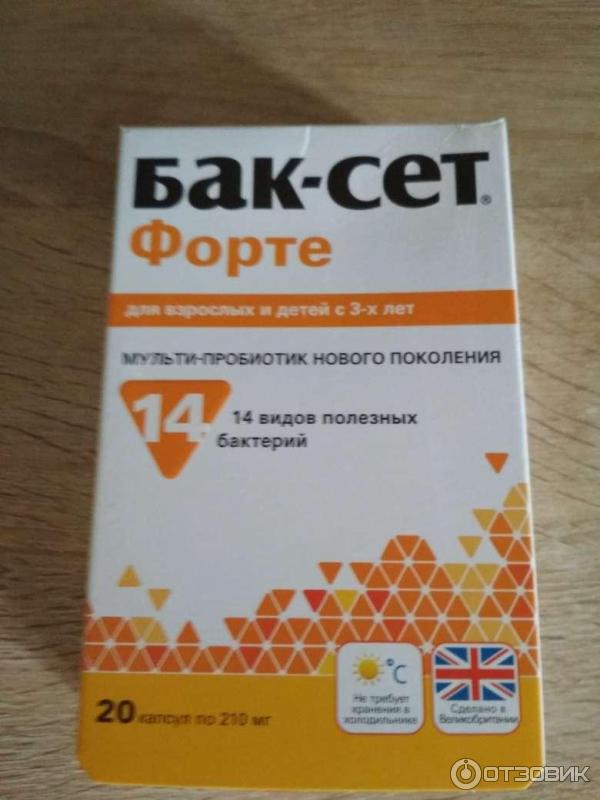 Бак-сет®
Форте
для взрослых и детей с 3-х лет
МУЛЬТИ-ПРОБИОТИК НОВОГО ПОКОЛЕНИЯ
14
14 видов полезных
бактерий
°C
Не требует
хранения в
холодильнике
Сделано в
Великобритании
20 капсул по 210 мг
ОТЗОВИК